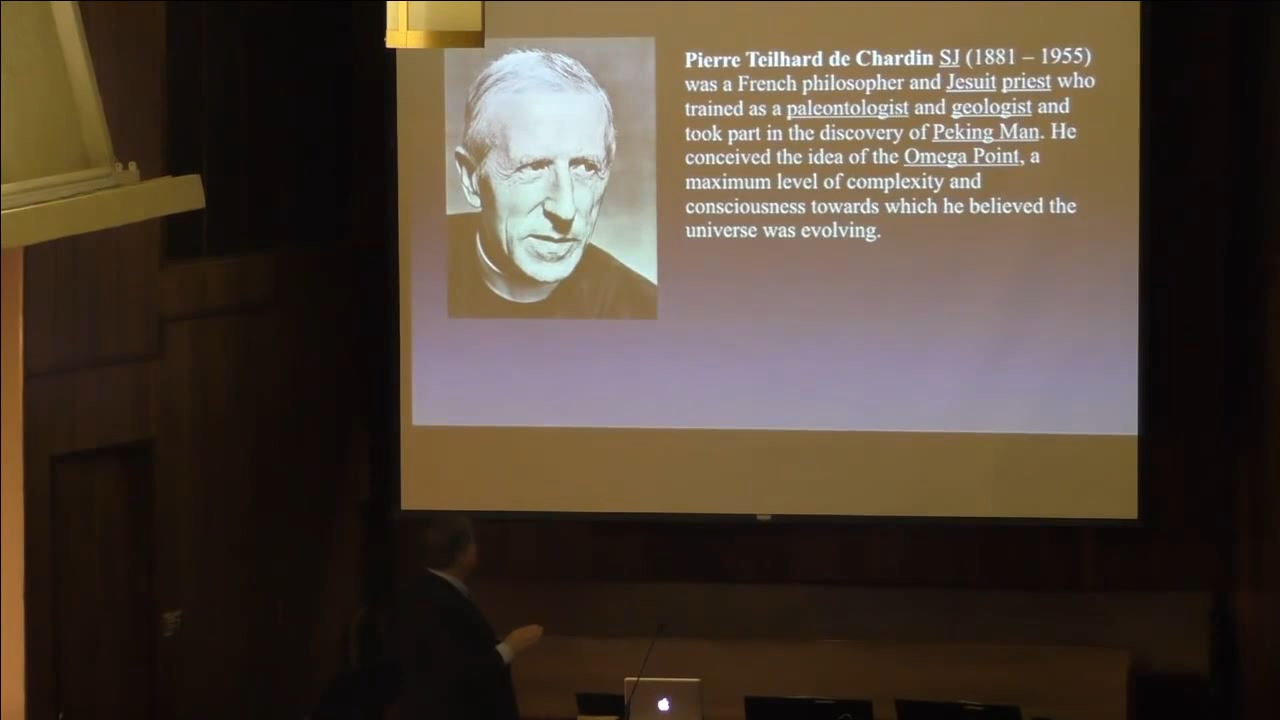 Pierre Teilhard de Chardin SJ (1881 – 1955)
was a French philosopher and Jesuit priest who
trained as a paleontologist and geologist and
took part in the discovery of Peking Man. He
conceived the idea of the Omega Point, a
maximum level of complexity and
consciousness towards which he believed the
universe was evolving.